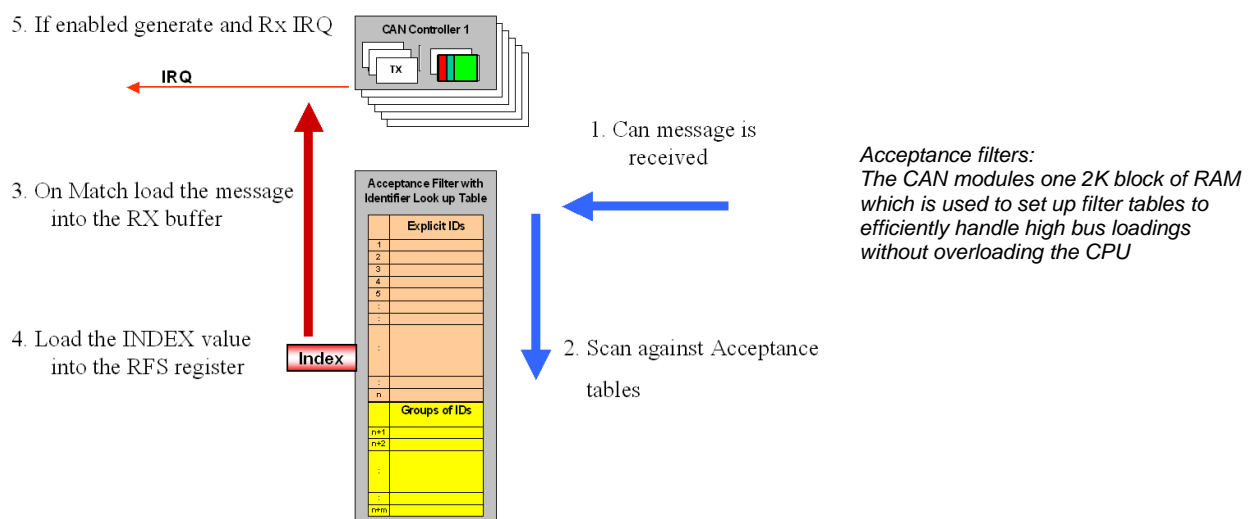 5. If enabled generate and Rx IRQ
CAN Controller 1
TX
IRQ
1. Can message is
received
3. On Match load the message
into the RX buffer
4. Load the INDEX value
into the RFS register
Index
Acceptance Filter with
Identifier Look up Table
Explicit IDs
1
2
3
4
5
:
:
:
:
n
Groups of IDs
n+1
n+2
:
:
n+m
2. Scan against Acceptance
tables
Acceptance filters:
The CAN modules one 2K block of RAM
which is used to set up filter tables to
efficiently handle high bus loadings
without overloading the CPU